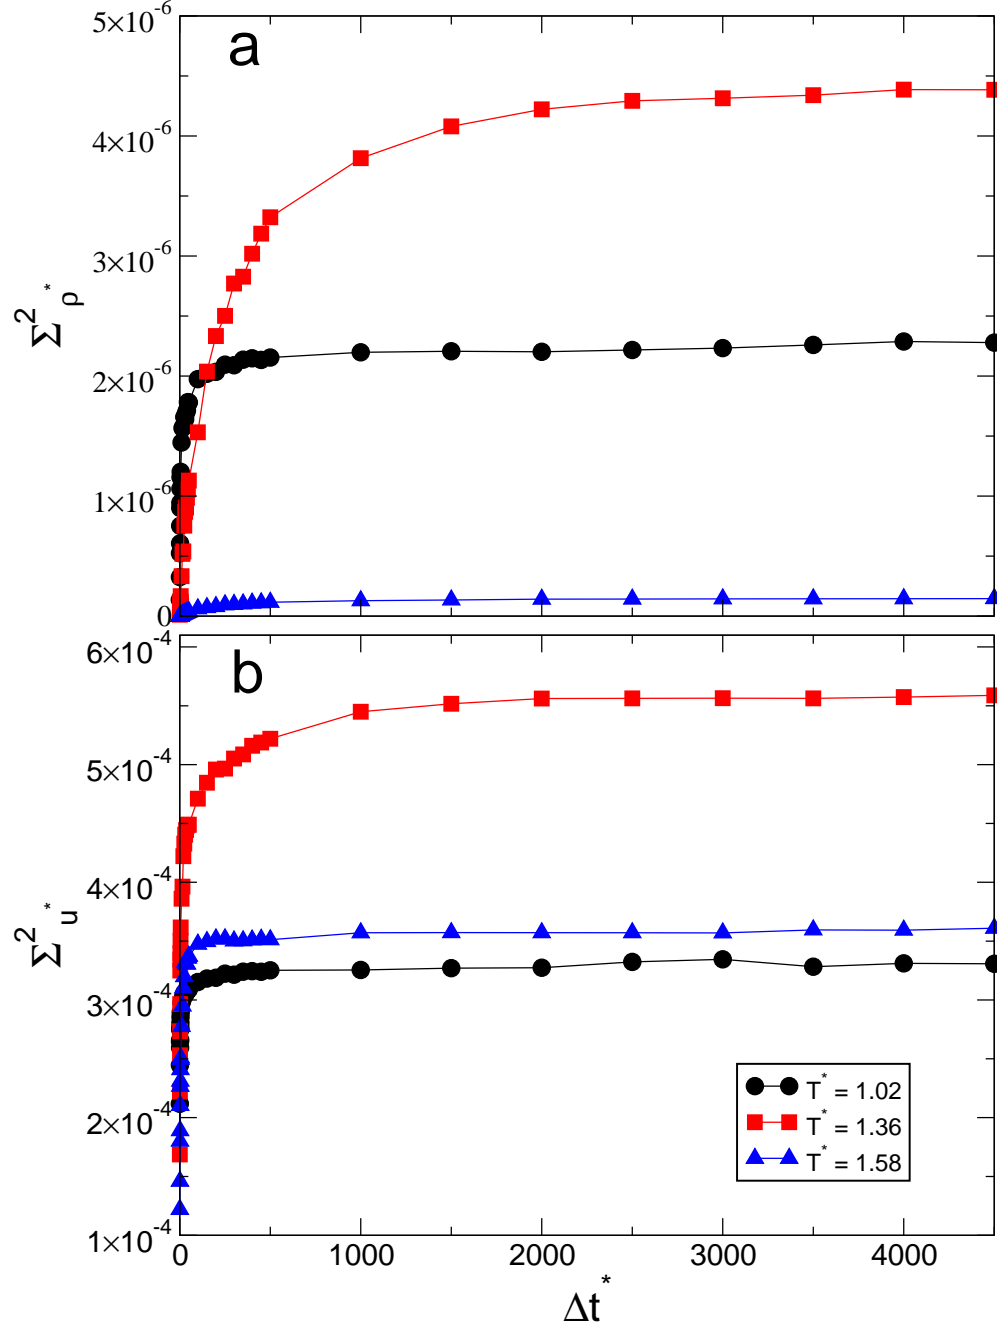 5×10⁻⁶
a
4×10⁻⁶
3×10⁻⁶
Σ²ρ*
2×10⁻⁶
1×10⁻⁶
0
6×10⁻⁴
b
5×10⁻⁴
4×10⁻⁴
Σ²u*
3×10⁻⁴
2×10⁻⁴
1×10⁻⁴
T* = 1.02
T* = 1.36
T* = 1.58
0 1000 2000 3000 4000
Δt*